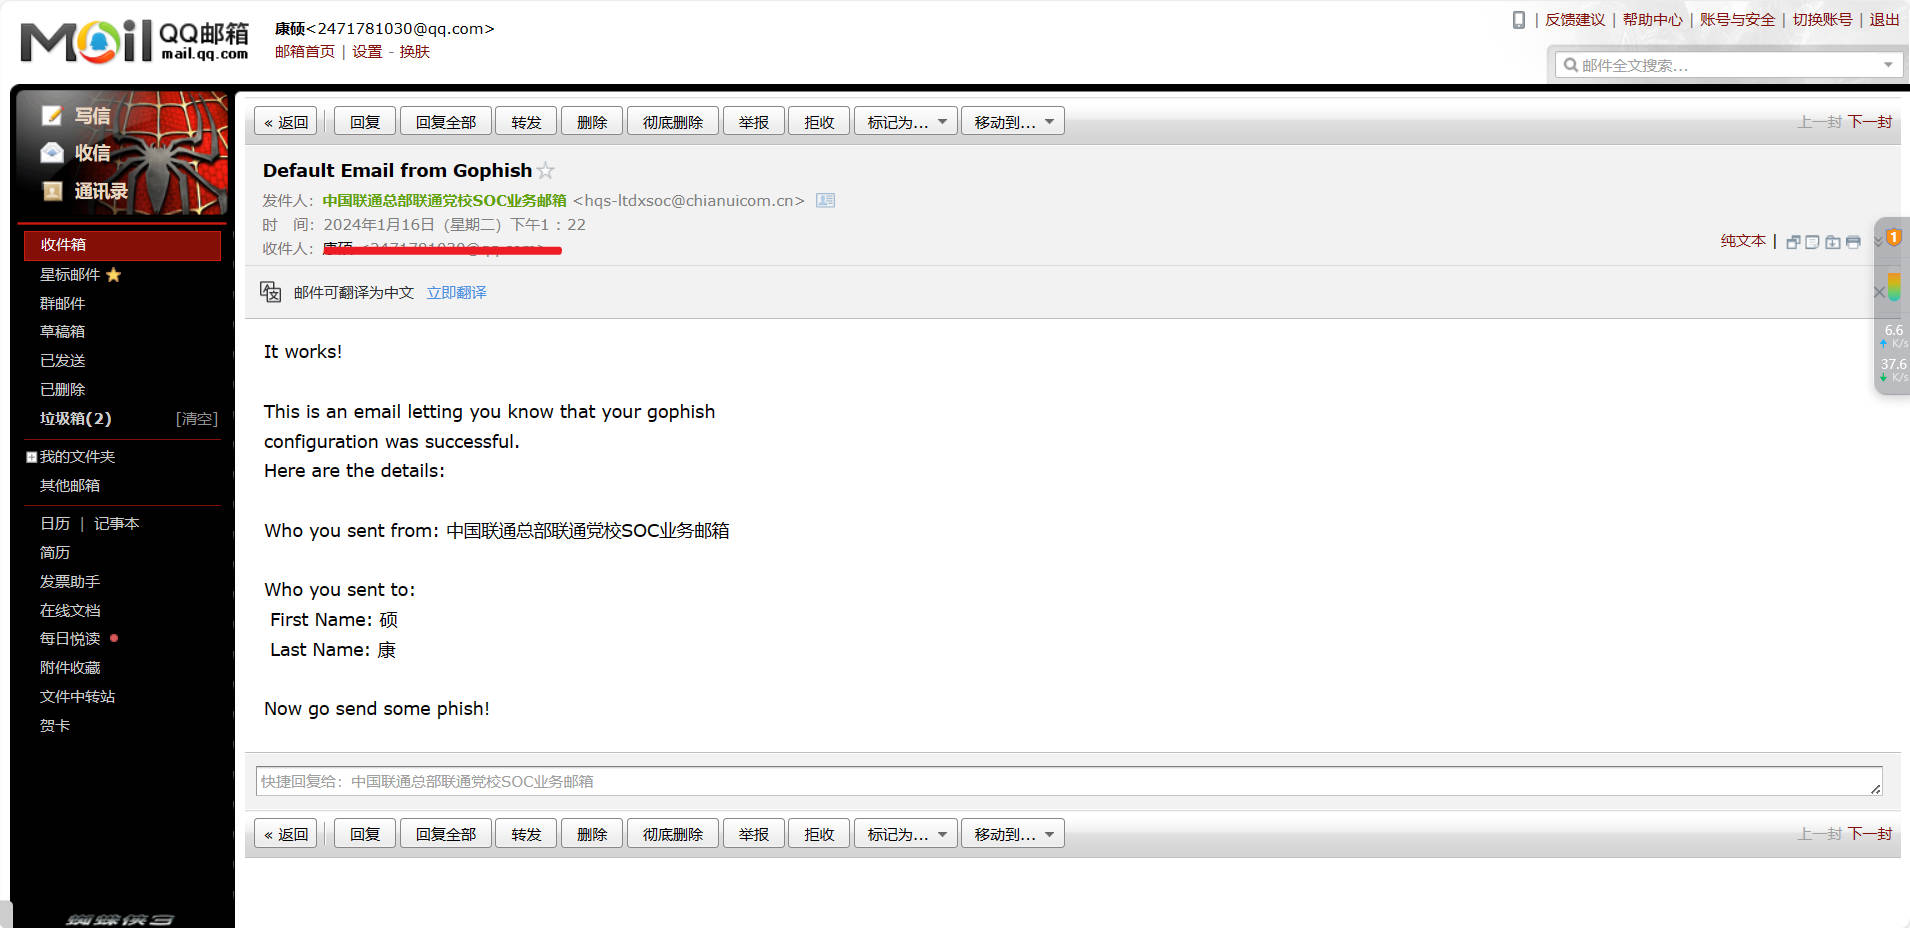 MOil QQ邮箱
mail.qq.com
康硕<2471781030@qq.com>
邮箱首页 | 设置 - 换肤
反馈建议 | 帮助中心 | 账号与安全 | 切换账号 | 退出
邮件全文搜索...
写信
收信
通讯录
收件箱
星标邮件
群邮件
草稿箱
已发送
已删除
垃圾箱(2) [清空]
我的文件夹
其他邮箱
日历 | 记事本
简历
发票助手
在线文档
每日悦读
附件收藏
文件中转站
贺卡
蜘蛛侠3
« 返回 回复 回复全部 转发 删除 彻底删除 举报 拒收 标记为... 移动到... 上一封 下一封
Default Email from Gophish
发件人：中国联通总部联通党校SOC业务邮箱 <hqs-ltdxsoc@chianuicom.cn>
时 间：2024年1月16日（星期二）下午1：22
收件人：
纯文本 |
邮件可翻译为中文 立即翻译
It works!
This is an email letting you know that your gophish
configuration was successful.
Here are the details:
Who you sent from: 中国联通总部联通党校SOC业务邮箱
Who you sent to:
First Name: 硕
Last Name: 康
Now go send some phish!
快捷回复给：中国联通总部联通党校SOC业务邮箱
« 返回 回复 回复全部 转发 删除 彻底删除 举报 拒收 标记为... 移动到... 上一封 下一封
1
6.6
K/s
37.6
K/s